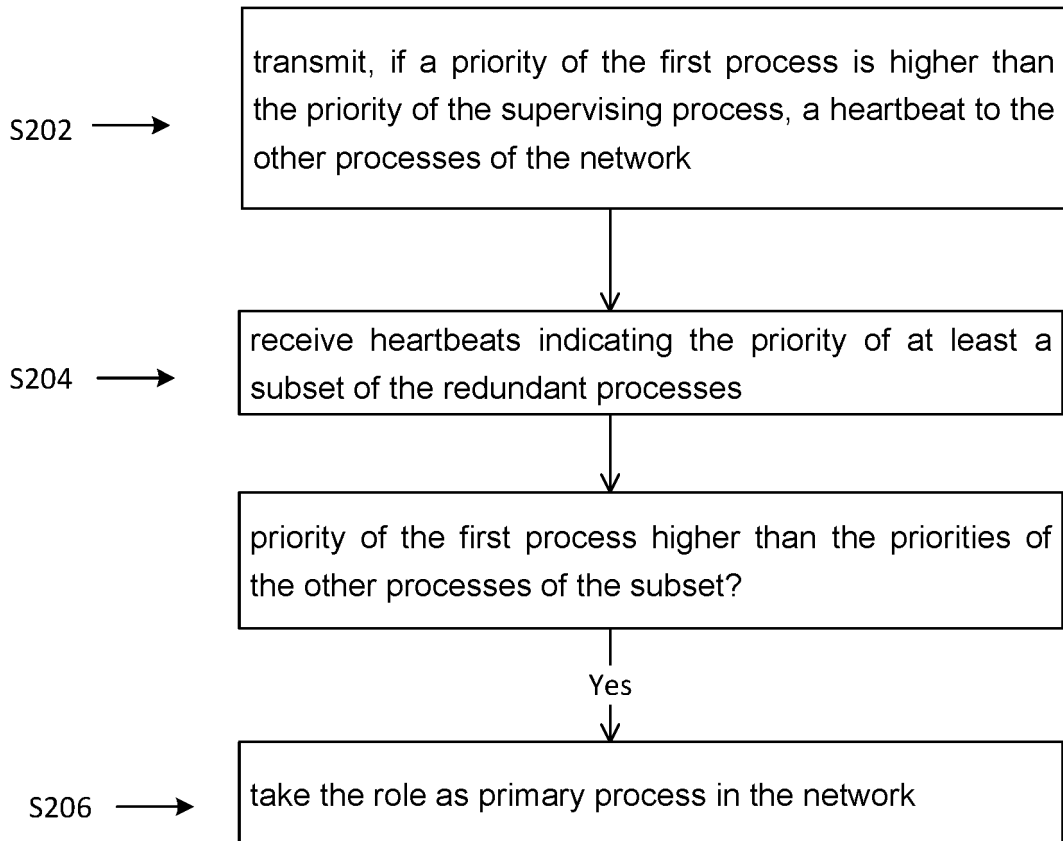 transmit, if a priority of the first process is higher than
S202
the priority of the supervising process, a heartbeat to the
other processes of the network
receive heartbeats indicating the priority of at least a
S204
subset of the redundant processes
priority of the first process higher than the priorities of
the other processes of the subset?
Yes
S206
take the role as primary process in the network